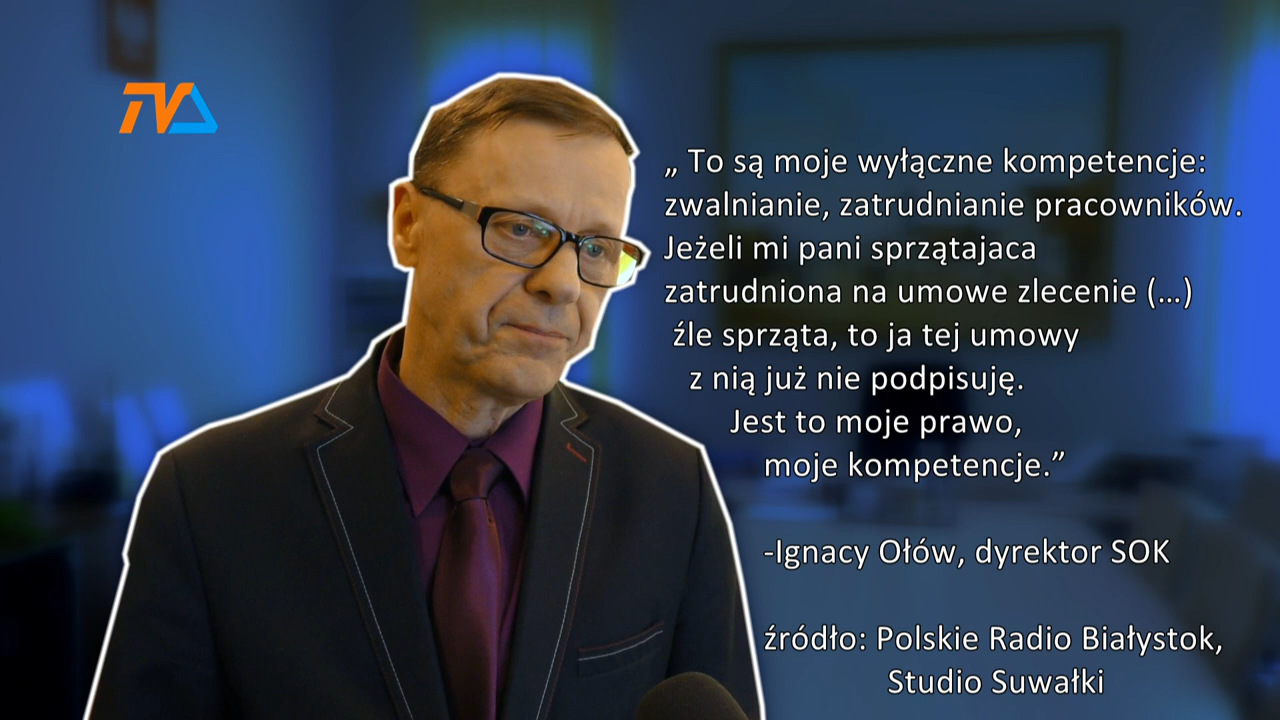 TVA
„ To są moje wyłączne kompetencje:
zwalnianie, zatrudnianie pracowników.
Jeżeli mi pani sprzątajaca
zatrudniona na umowe zlecenie (...)
źle sprząta, to ja tej umowy
z nią już nie podpisuję.
Jest to moje prawo,
moje kompetencje.”
-Ignacy Ołów, dyrektor SOK
źródło: Polskie Radio Białystok,
Studio Suwałki